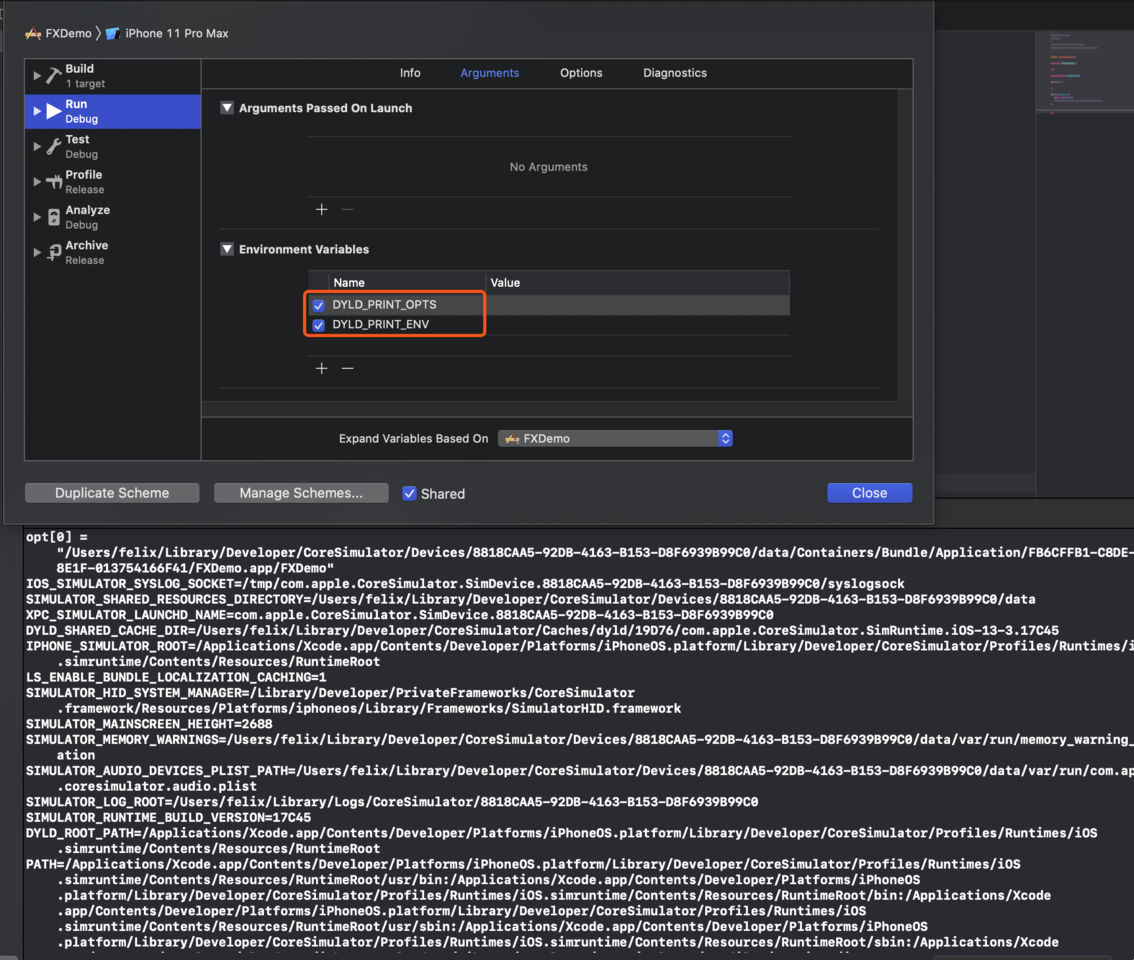 FXDemo 〉 iPhone 11 Pro Max
Build
1 target
Run
Debug
Test
Debug
Profile
Release
Analyze
Debug
Archive
Release
Info Arguments Options Diagnostics
Arguments Passed On Launch
No Arguments
Environment Variables
Name Value
DYLD_PRINT_OPTS
DYLD_PRINT_ENV
Expand Variables Based On FXDemo
Duplicate Scheme Manage Schemes... Shared Close
opt[0] =
"/Users/felix/Library/Developer/CoreSimulator/Devices/8818CAA5-92DB-4163-B153-D8F6939B99C0/data/Containers/Bundle/Application/FB6CFFB1-C8DE-
8E1F-013754166F41/FXDemo.app/FXDemo"
IOS_SIMULATOR_SYSLOG_SOCKET=/tmp/com.apple.CoreSimulator.SimDevice.8818CAA5-92DB-4163-B153-D8F6939B99C0/syslogsock
SIMULATOR_SHARED_RESOURCES_DIRECTORY=/Users/felix/Library/Developer/CoreSimulator/Devices/8818CAA5-92DB-4163-B153-D8F6939B99C0/data
XPC_SIMULATOR_LAUNCHD_NAME=com.apple.CoreSimulator.SimDevice.8818CAA5-92DB-4163-B153-D8F6939B99C0
DYLD_SHARED_CACHE_DIR=/Users/felix/Library/Developer/CoreSimulator/Caches/dyld/19D76/com.apple.CoreSimulator.SimRuntime.iOS-13-3.17C45
IPHONE_SIMULATOR_ROOT=/Applications/Xcode.app/Contents/Developer/Platforms/iPhoneOS.platform/Library/Developer/CoreSimulator/Profiles/Runtimes/i
.simruntime/Contents/Resources/RuntimeRoot
LS_ENABLE_BUNDLE_LOCALIZATION_CACHING=1
SIMULATOR_HID_SYSTEM_MANAGER=/Library/Developer/PrivateFrameworks/CoreSimulator
.framework/Resources/Platforms/iphoneos/Library/Frameworks/SimulatorHID.framework
SIMULATOR_MAINSCREEN_HEIGHT=2688
SIMULATOR_MEMORY_WARNINGS=/Users/felix/Library/Developer/CoreSimulator/Devices/8818CAA5-92DB-4163-B153-D8F6939B99C0/data/var/run/memory_warning_
ation
SIMULATOR_AUDIO_DEVICES_PLIST_PATH=/Users/felix/Library/Developer/CoreSimulator/Devices/8818CAA5-92DB-4163-B153-D8F6939B99C0/data/var/run/com.ap
.coresimulator.audio.plist
SIMULATOR_LOG_ROOT=/Users/felix/Library/Logs/CoreSimulator/8818CAA5-92DB-4163-B153-D8F6939B99C0
SIMULATOR_RUNTIME_BUILD_VERSION=17C45
DYLD_ROOT_PATH=/Applications/Xcode.app/Contents/Developer/Platforms/iPhoneOS.platform/Library/Developer/CoreSimulator/Profiles/Runtimes/iOS
.simruntime/Contents/Resources/RuntimeRoot
PATH=/Applications/Xcode.app/Contents/Developer/Platforms/iPhoneOS.platform/Library/Developer/CoreSimulator/Profiles/Runtimes/iOS
.simruntime/Contents/Resources/RuntimeRoot/usr/bin:/Applications/Xcode.app/Contents/Developer/Platforms/iPhoneOS
.platform/Library/Developer/CoreSimulator/Profiles/Runtimes/iOS.simruntime/Contents/Resources/RuntimeRoot/bin:/Applications/Xcode
.app/Contents/Developer/Platforms/iPhoneOS.platform/Library/Developer/CoreSimulator/Profiles/Runtimes/iOS
.simruntime/Contents/Resources/RuntimeRoot/usr/sbin:/Applications/Xcode.app/Contents/Developer/Platforms/iPhoneOS
.platform/Library/Developer/CoreSimulator/Profiles/Runtimes/iOS.simruntime/Contents/Resources/RuntimeRoot/sbin:/Applications/Xcode